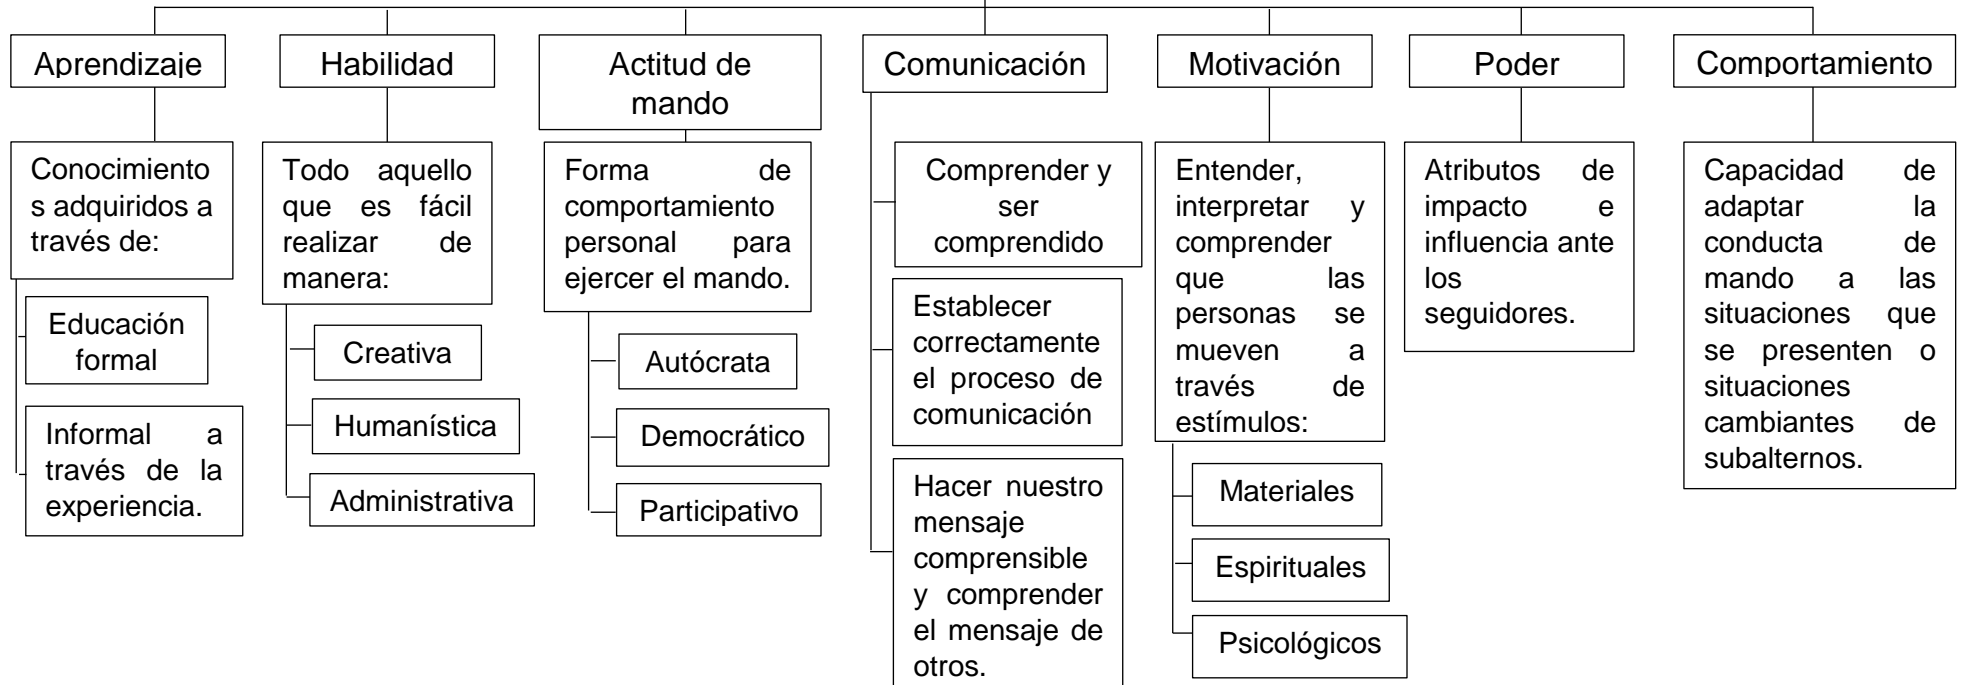 Aprendizaje
Habilidad
Actitud de
mando
Comunicación
Motivación
Poder
Comportamiento
Conocimiento
s adquiridos a
través de:
Educación
formal
Informal a
través de la
experiencia.
Todo aquello
que es fácil
realizar de
manera:
Creativa
Humanística
Administrativa
Forma de
comportamiento
personal para
ejercer el mando.
Autócrata
Democrático
Participativo
Comprender y
ser
comprendido
Establecer
correctamente
el proceso de
comunicación
Hacer nuestro
mensaje
comprensible
y comprender
el mensaje de
otros.
Entender,
interpretar y
comprender
que las
personas se
mueven a
través de
estímulos:
Materiales
Espirituales
Psicológicos
Atributos de
impacto e
influencia ante
los
seguidores.
Capacidad de
adaptar la
conducta de
mando a las
situaciones que
se presenten o
situaciones
cambiantes de
subalternos.